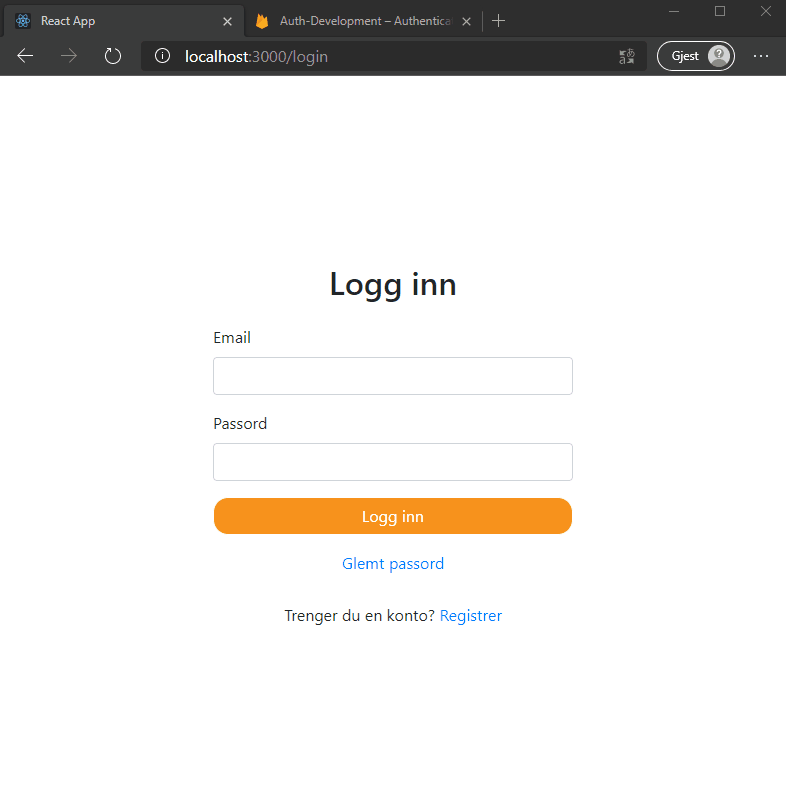 React App
Auth-Development – Authentica
localhost:3000/login
Gjest
Logg inn
Email
Passord
Logg inn
Glemt passord
Trenger du en konto? Registrer